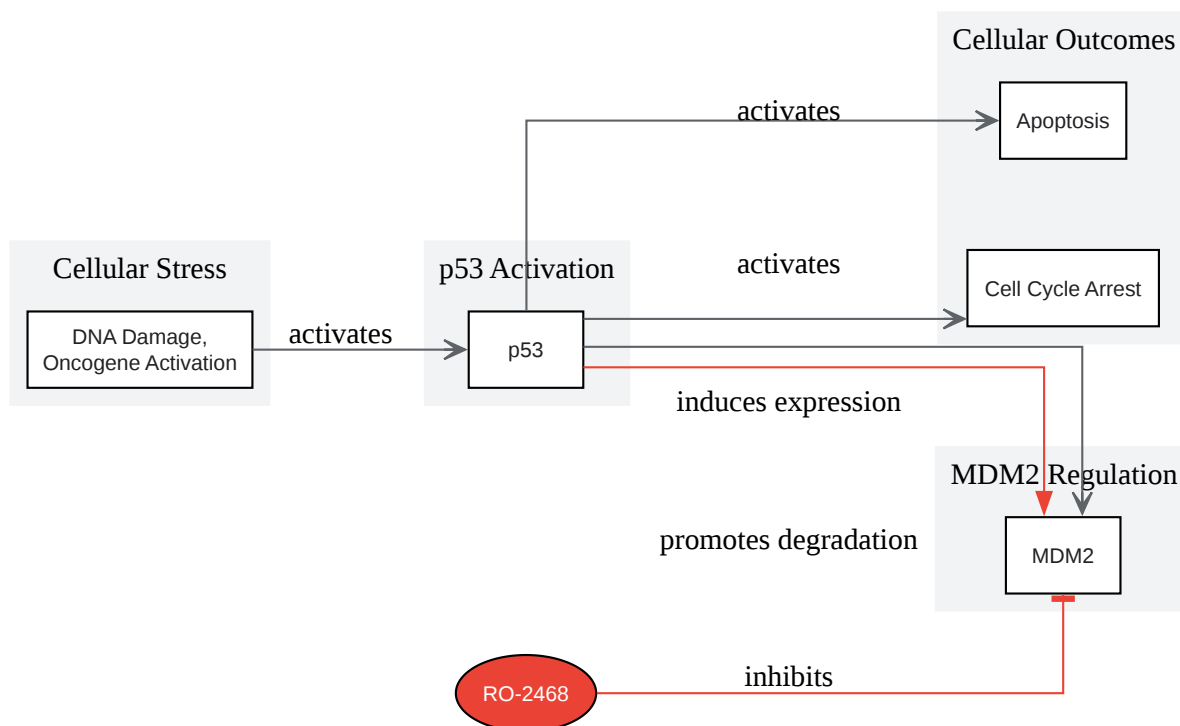 Cellular Outcomes
activates
Apoptosis
Cellular Stress
p53 Activation
activates
Cell Cycle Arrest
DNA Damage,
Oncogene Activation
activates
p53
induces expression
MDM2 Regulation
promotes degradation
MDM2
inhibits
RO-2468